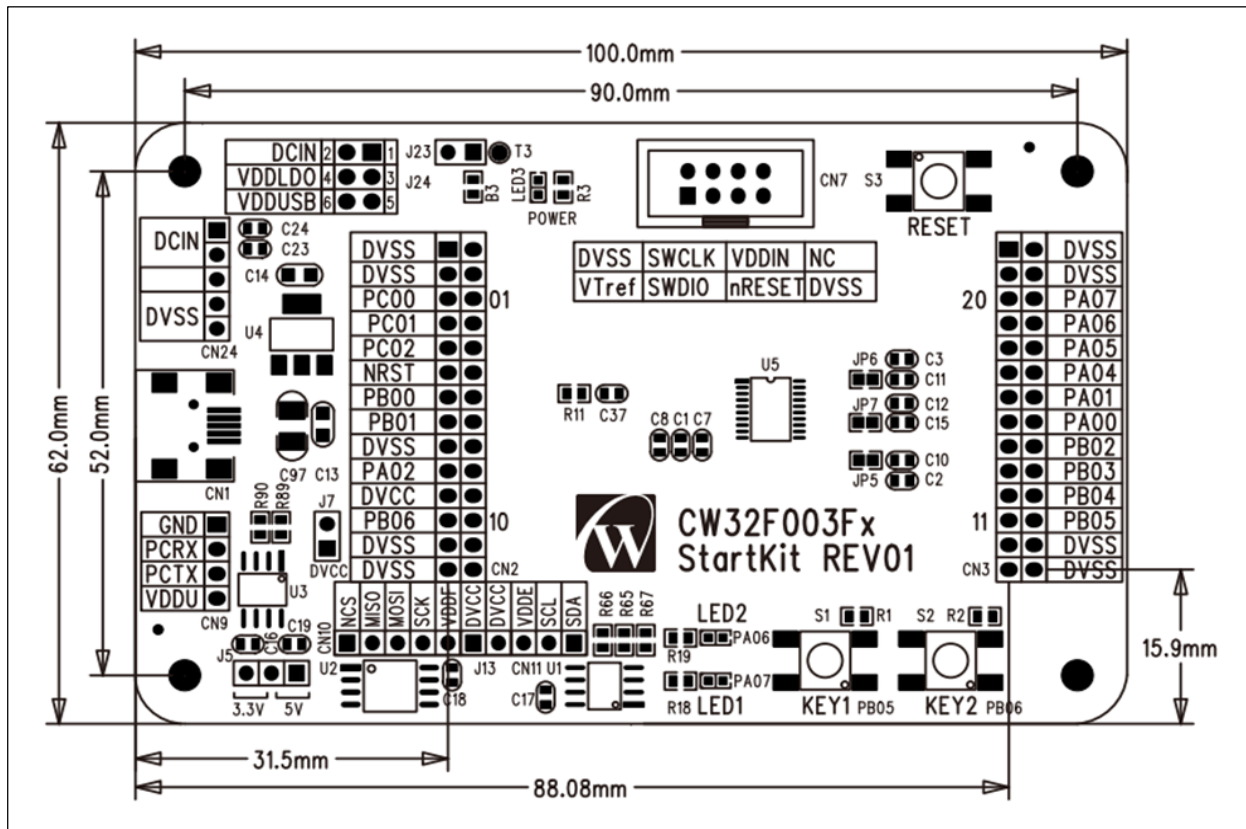 100.0mm
90.0mm
62.0mm
52.0mm
DCIN 2 1
VDDLDO 4 3
VDDUSB 6 5
J23
J24
T3
B3
LED3
R3
POWER
CN7
S3
RESET
DCIN
DVSS
CN24
C24
C23
C14
U4
C97
C13
CN1
DVSS SWCLK VDDIN NC
VTref SWDIO nRESET DVSS
DVSS
DVSS
PC00 01
PC01
PC02
NRST
PB00
PB01
DVSS
PA02
DVCC
PB06 10
DVSS
DVSS CN2
DVSS
DVSS
20 PA07
PA06
PA05
PA04
PA01
PA00
PB02
PB03
PB04
11 PB05
DVSS
CN3 DVSS
U5
R11
C37
C8 C1 C7
JP6 C3
C11
JP7 C12
C15
JP5 C10
C2
W
CW32F003Fx
StartKit REV01
R90
R89
J7
DVCC
GND
PCRX
PCTX
VDDU
CN9
U3
C16
C19
J5
3.3V 5V
CN10
NCS MISO MOSI SCK VDDF DVCC DVCC VDDE SCL SDA
U2
J13
CN11 U1
C18
C17
R66 R65 R67
LED2
R19
PA06
R18
PA07
LED1
S1 R1
KEY1 PB05
S2 R2
KEY2 PB06
15.9mm
31.5mm
88.08mm